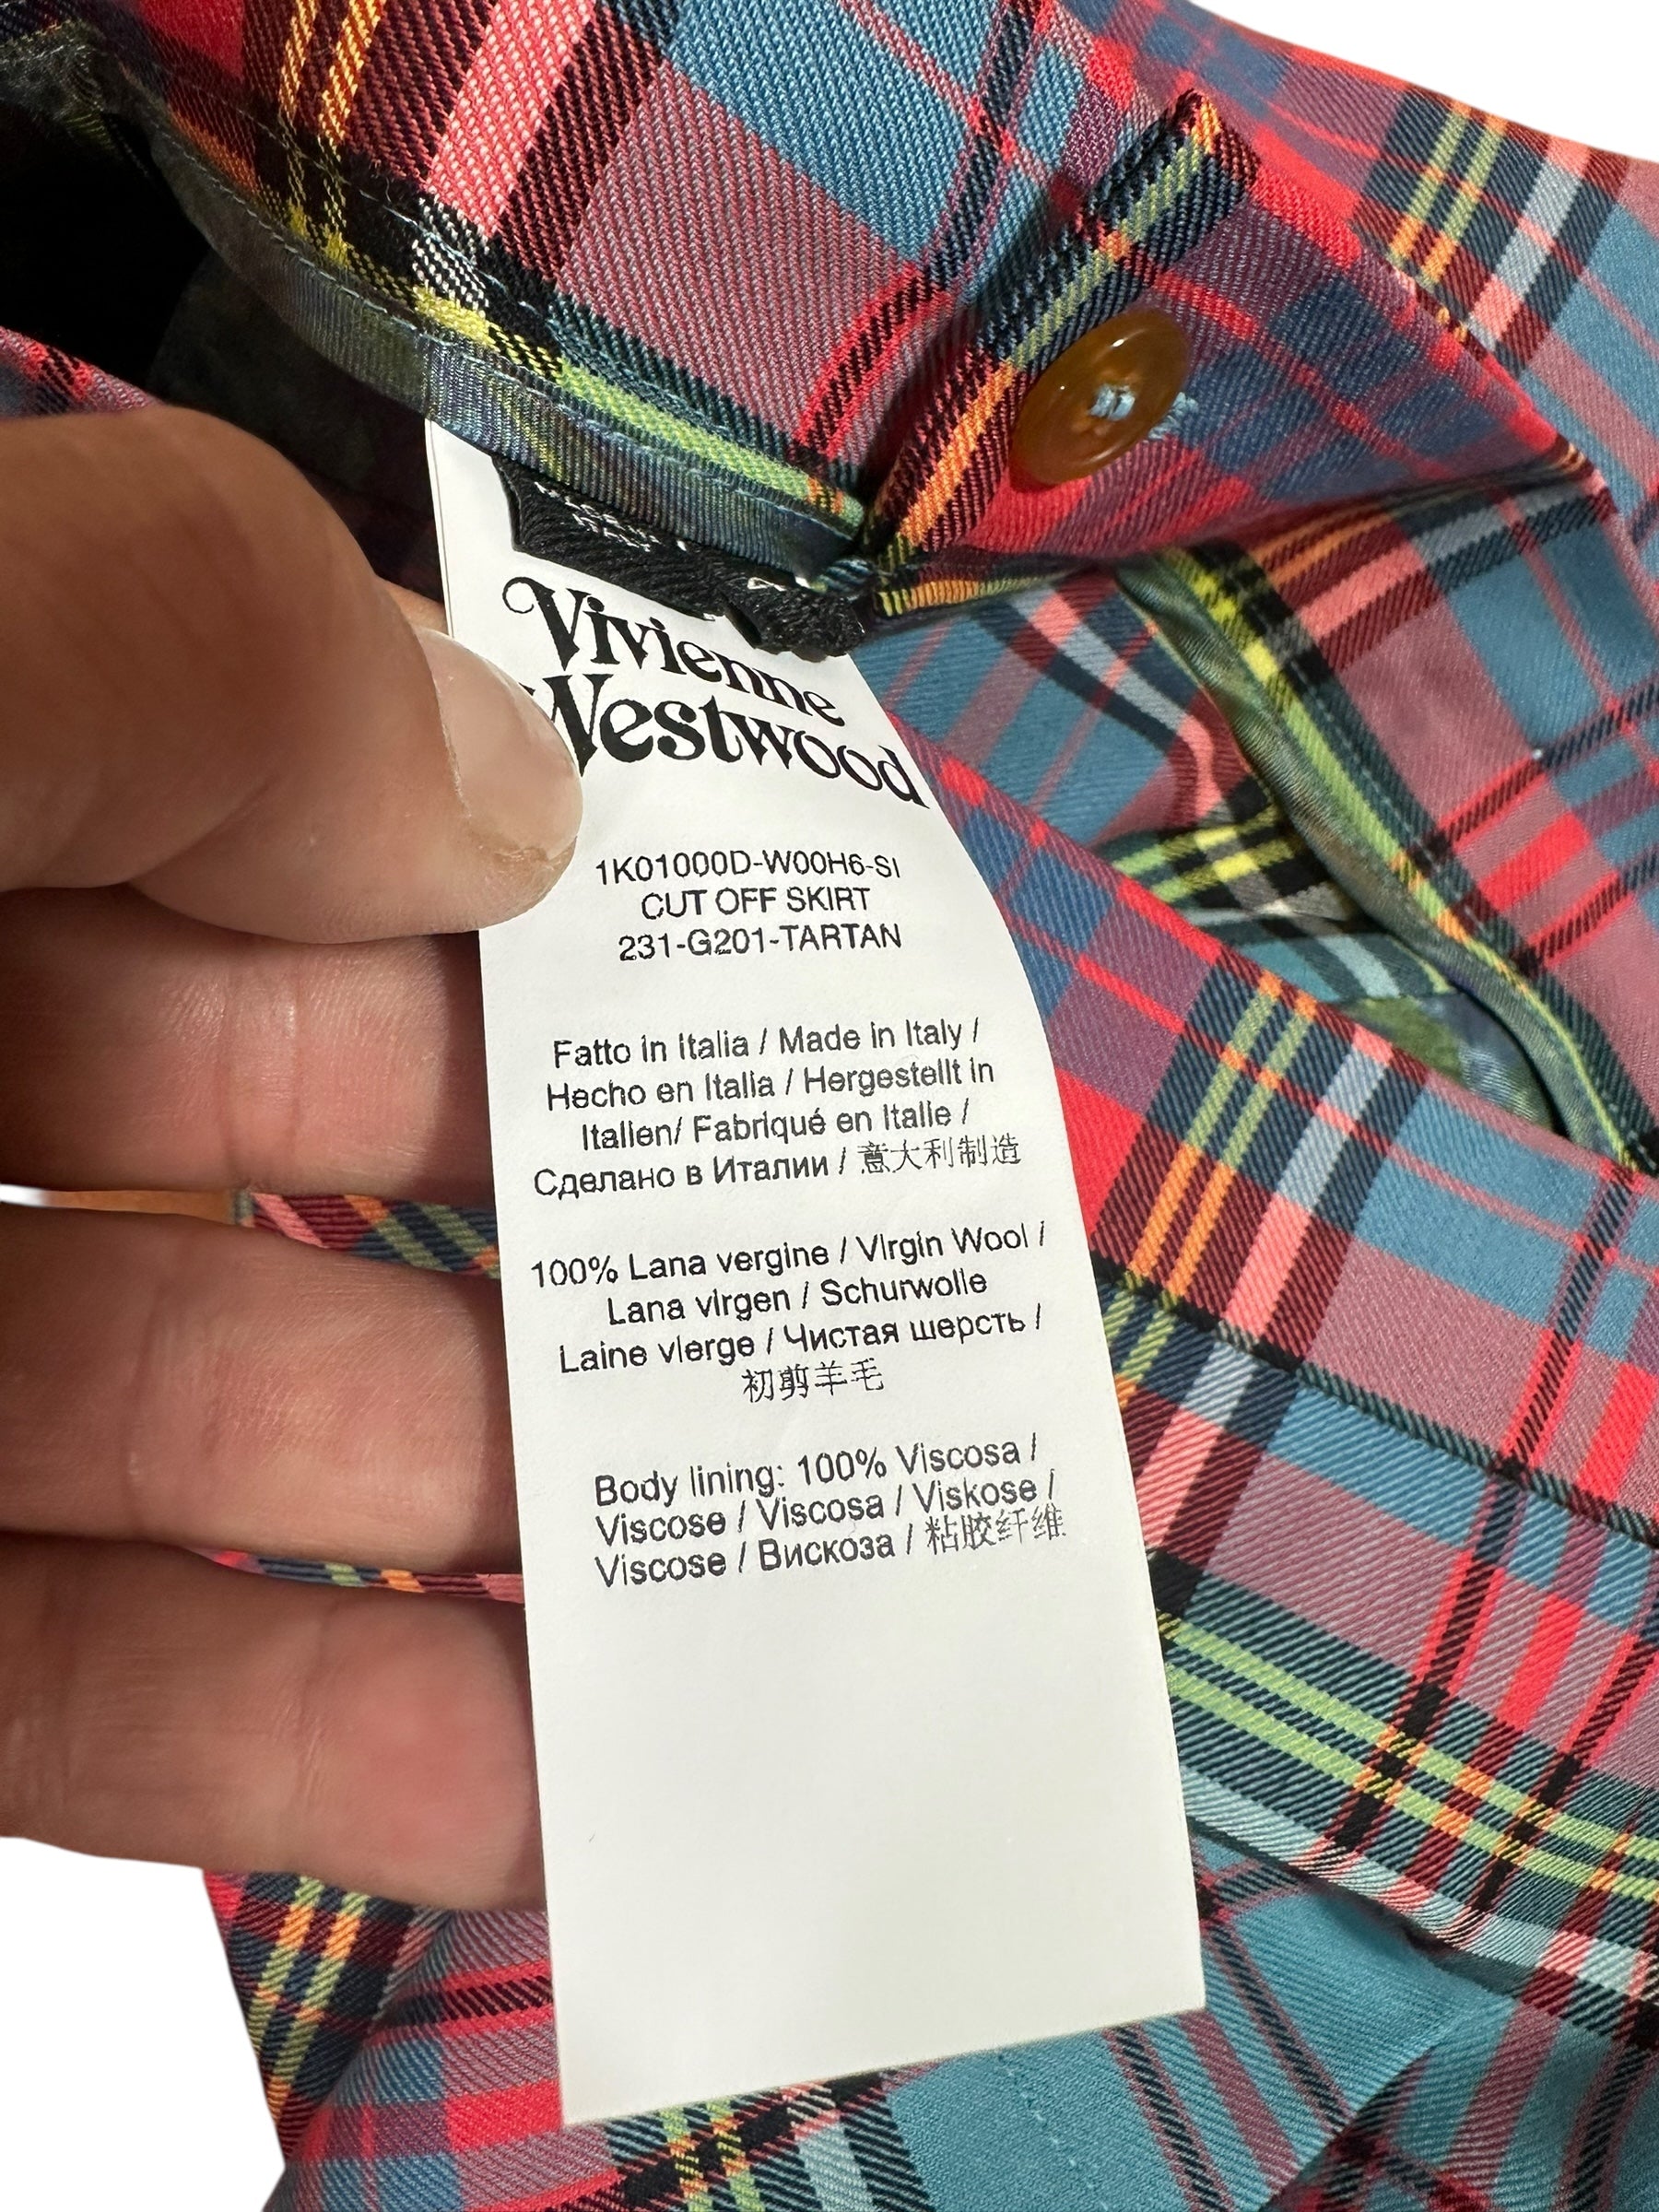 Vivienne
Westwood
1K01000D-W00H6-SI
CUT OFF SKIRT
231-G201-TARTAN
Fatto in Italia / Made in Italy /
Hecho en Italia / Hergestellt in
Italien/ Fabriqué en Italie /
Сделано в Италии / 意大利制造
100% Lana vergine / Virgin Wool /
Lana virgen / Schurwolle
Laine vierge / Чистая шерсть /
初剪羊毛
Body lining: 100% Viscosa /
Viscose / Viscosa / Viskose /
Viscose / Вискоза / 粘胶纤维